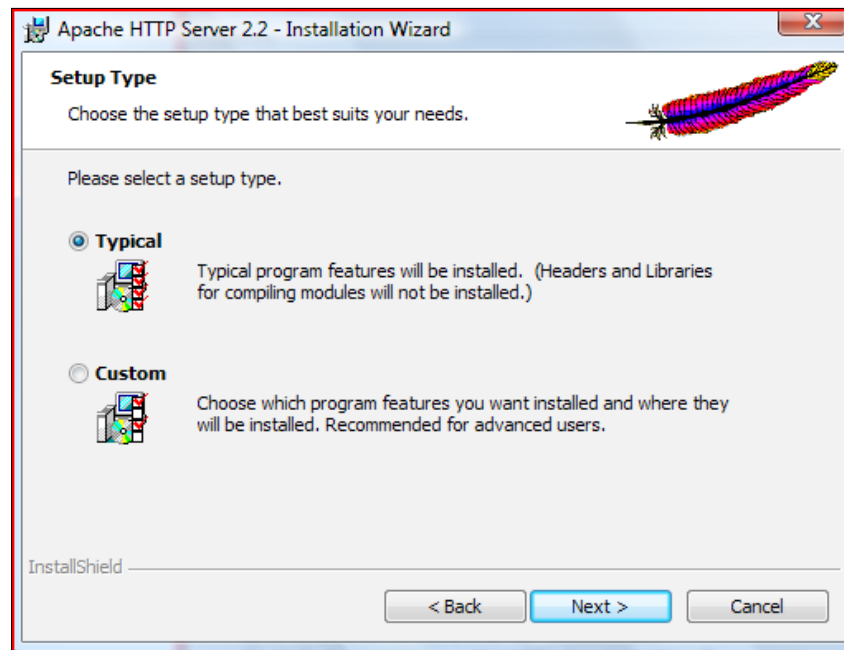 Apache HTTP Server 2.2 - Installation Wizard
Setup Type
Choose the setup type that best suits your needs.
Please select a setup type.
Typical
Typical program features will be installed. (Headers and Libraries
for compiling modules will not be installed.)
Custom
Choose which program features you want installed and where they
will be installed. Recommended for advanced users.
InstallShield
< Back
Next >
Cancel